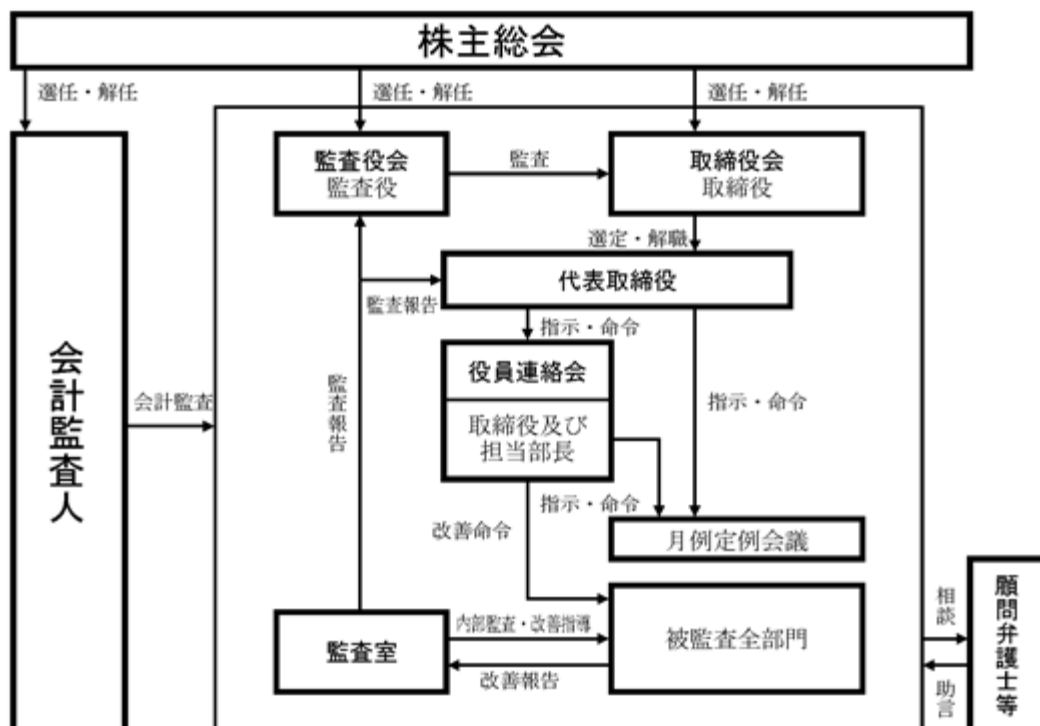 株主総会
選任・解任
選任・解任
選任・解任
監査役会
監査役
監査
取締役会
取締役
選定・解職
代表取締役
監査報告
指示・命令
役員連絡会
取締役及び
担当部長
指示・命令
監査報告
会計監査人
会計監査
指示・命令
改善命令
月例定例会議
監査室
内部監査・改善指導
改善報告
被監査全部門
相談
助言
顧問弁護士等